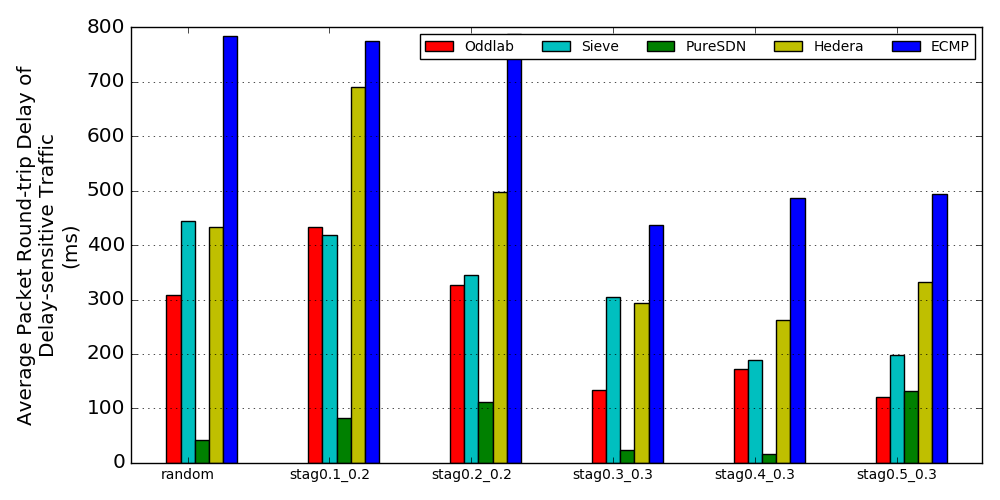 Average Packet Round-trip Delay of
Delay-sensitive Traffic
(ms)
800
700
600
500
400
300
200
100
0
Oddlab Sieve PureSDN Hedera ECMP
random stag0.1_0.2 stag0.2_0.2 stag0.3_0.3 stag0.4_0.3 stag0.5_0.3